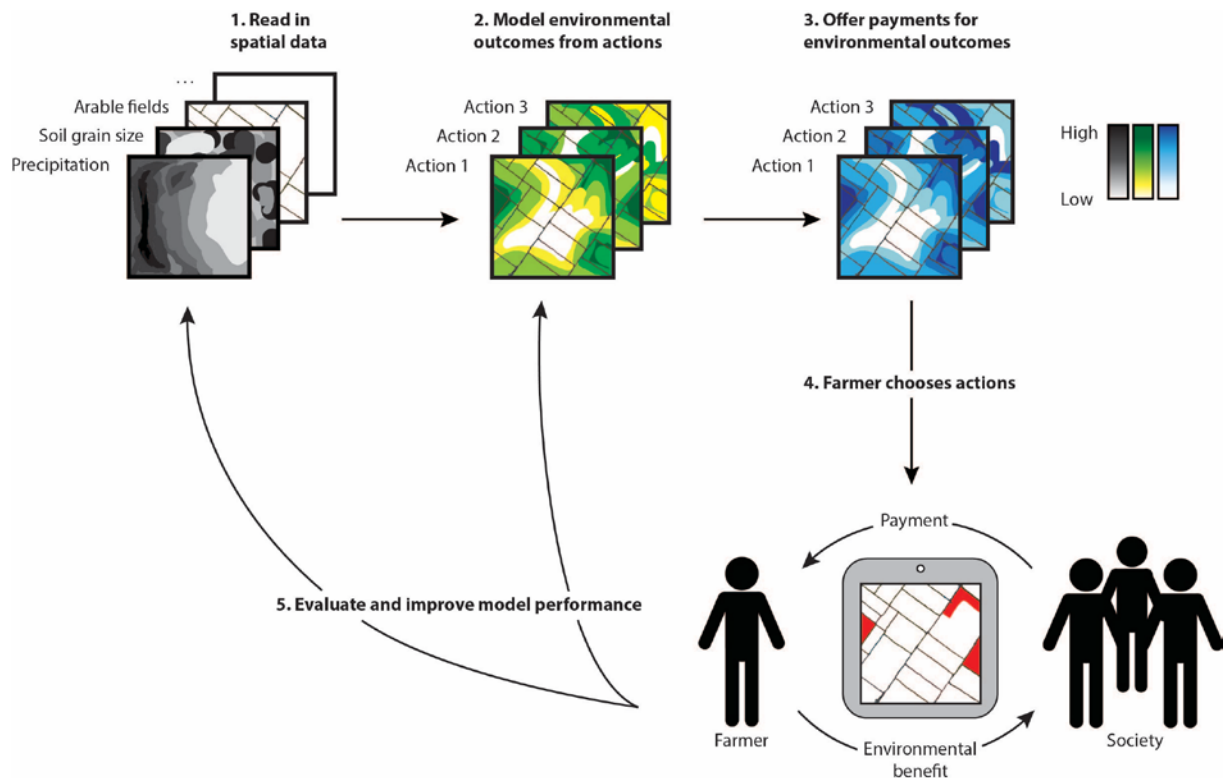 1. Read in
spatial data
2. Model environmental
outcomes from actions
3. Offer payments for
environmental outcomes
...
Arable fields
Soil grain size
Precipitation
Action 3
Action 2
Action 1
Action 3
Action 2
Action 1
High
Low
4. Farmer chooses actions
Payment
5. Evaluate and improve model performance
Farmer
Environmental
benefit
Society